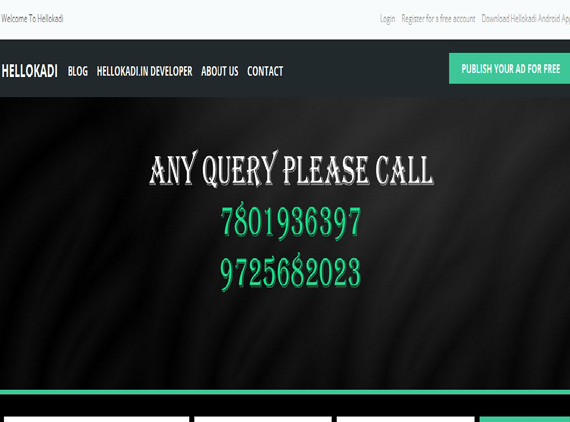 Welcome To Hellokadi
Login Register for a free account Download Hellokadi Android App
HELLOKADI BLOG HELLOKADI.IN DEVELOPER ABOUT US CONTACT
PUBLISH YOUR AD FOR FREE
ANY QUERY PLEASE CALL
7801936397
9725682023